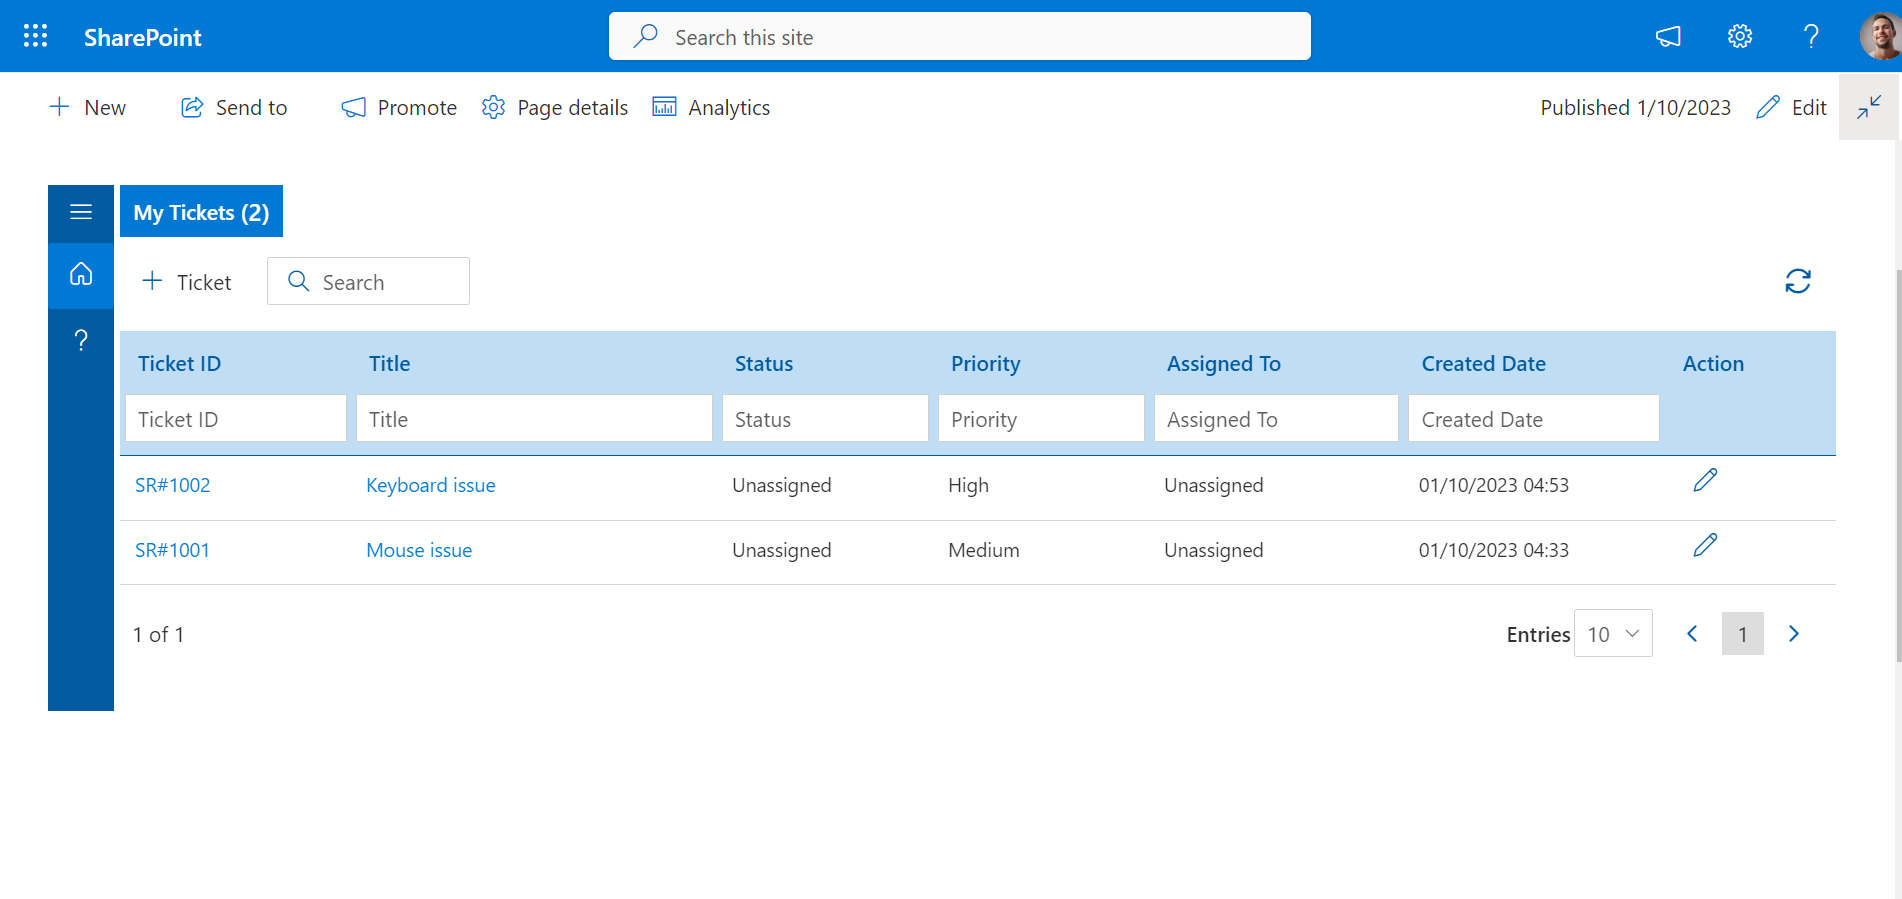 SharePoint
Search this site
New
Send to
Promote
Page details
Analytics
Published 1/10/2023
Edit
My Tickets (2)
Ticket
Search
Ticket ID Title Status Priority Assigned To Created Date Action
Ticket ID Title Status Priority Assigned To Created Date
SR#1002 Keyboard issue Unassigned High Unassigned 01/10/2023 04:53
SR#1001 Mouse issue Unassigned Medium Unassigned 01/10/2023 04:33
1 of 1
Entries 10
1